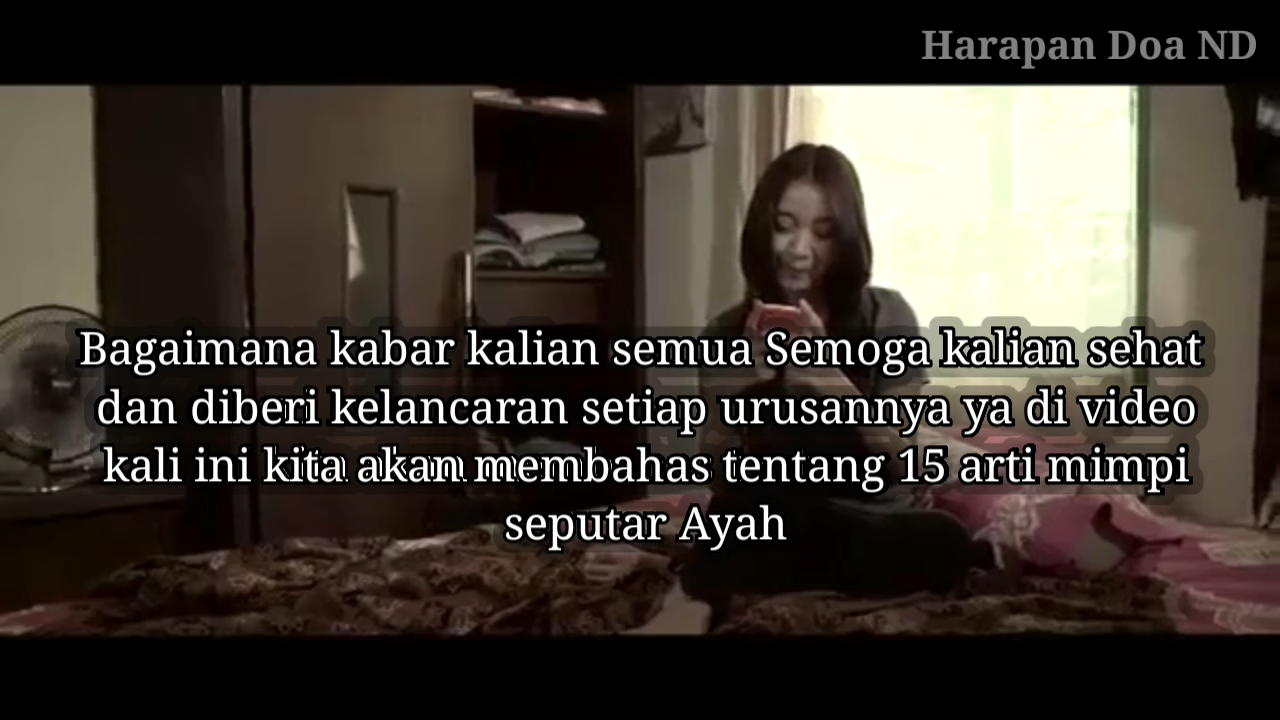 Harapan Doa ND
Bagaimana kabar kalian semua Semoga kalian sehat
dan diberi kelancaran setiap urusannya ya di video
kali ini kita akan membahas tentang 15 arti mimpi
seputar Ayah